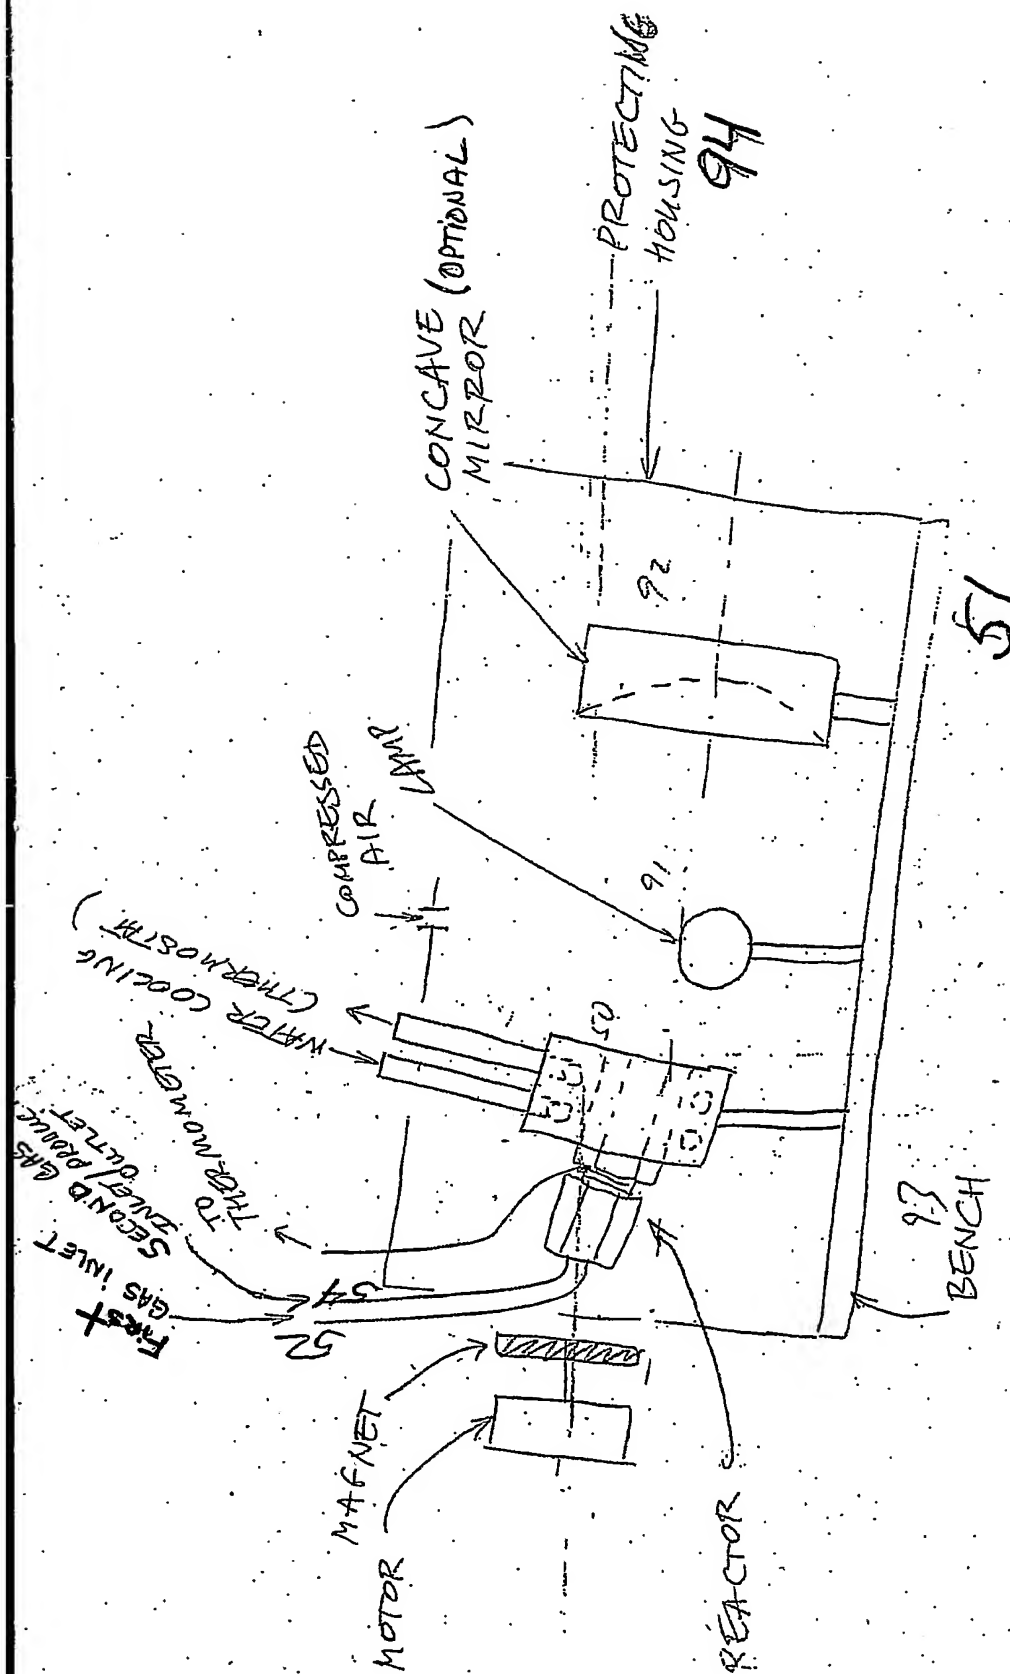 FIRST
GAS INLET
SECOND GAS
INLET/PRODUC
OUTLET
TO
THERMOMETER
WATER COOLING
(THERMOSTAT)
COMPRESSED
AIR
LAMP
CONCAVE (OPTIONAL)
MIRROR
PROTECTING
HOUSING
94
52
54
MAGNET
MOTOR
REACTOR
50
91
92
93
BENCH
51